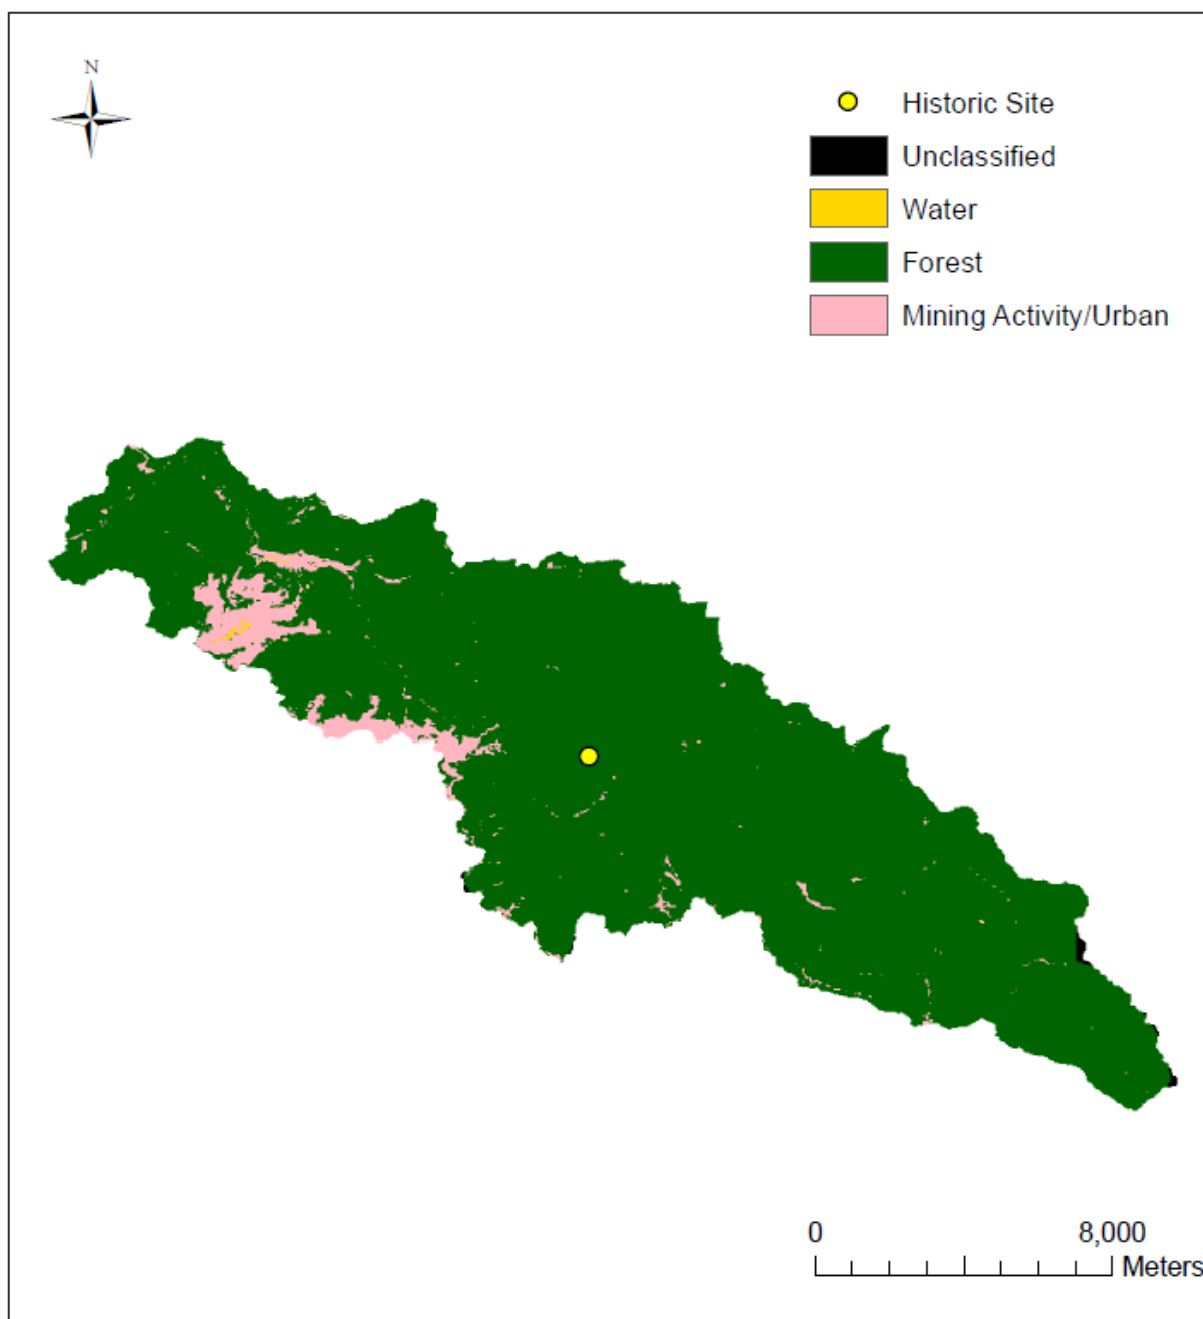 N
Historic Site
Unclassified
Water
Forest
Mining Activity/Urban
0 8,000
Meters